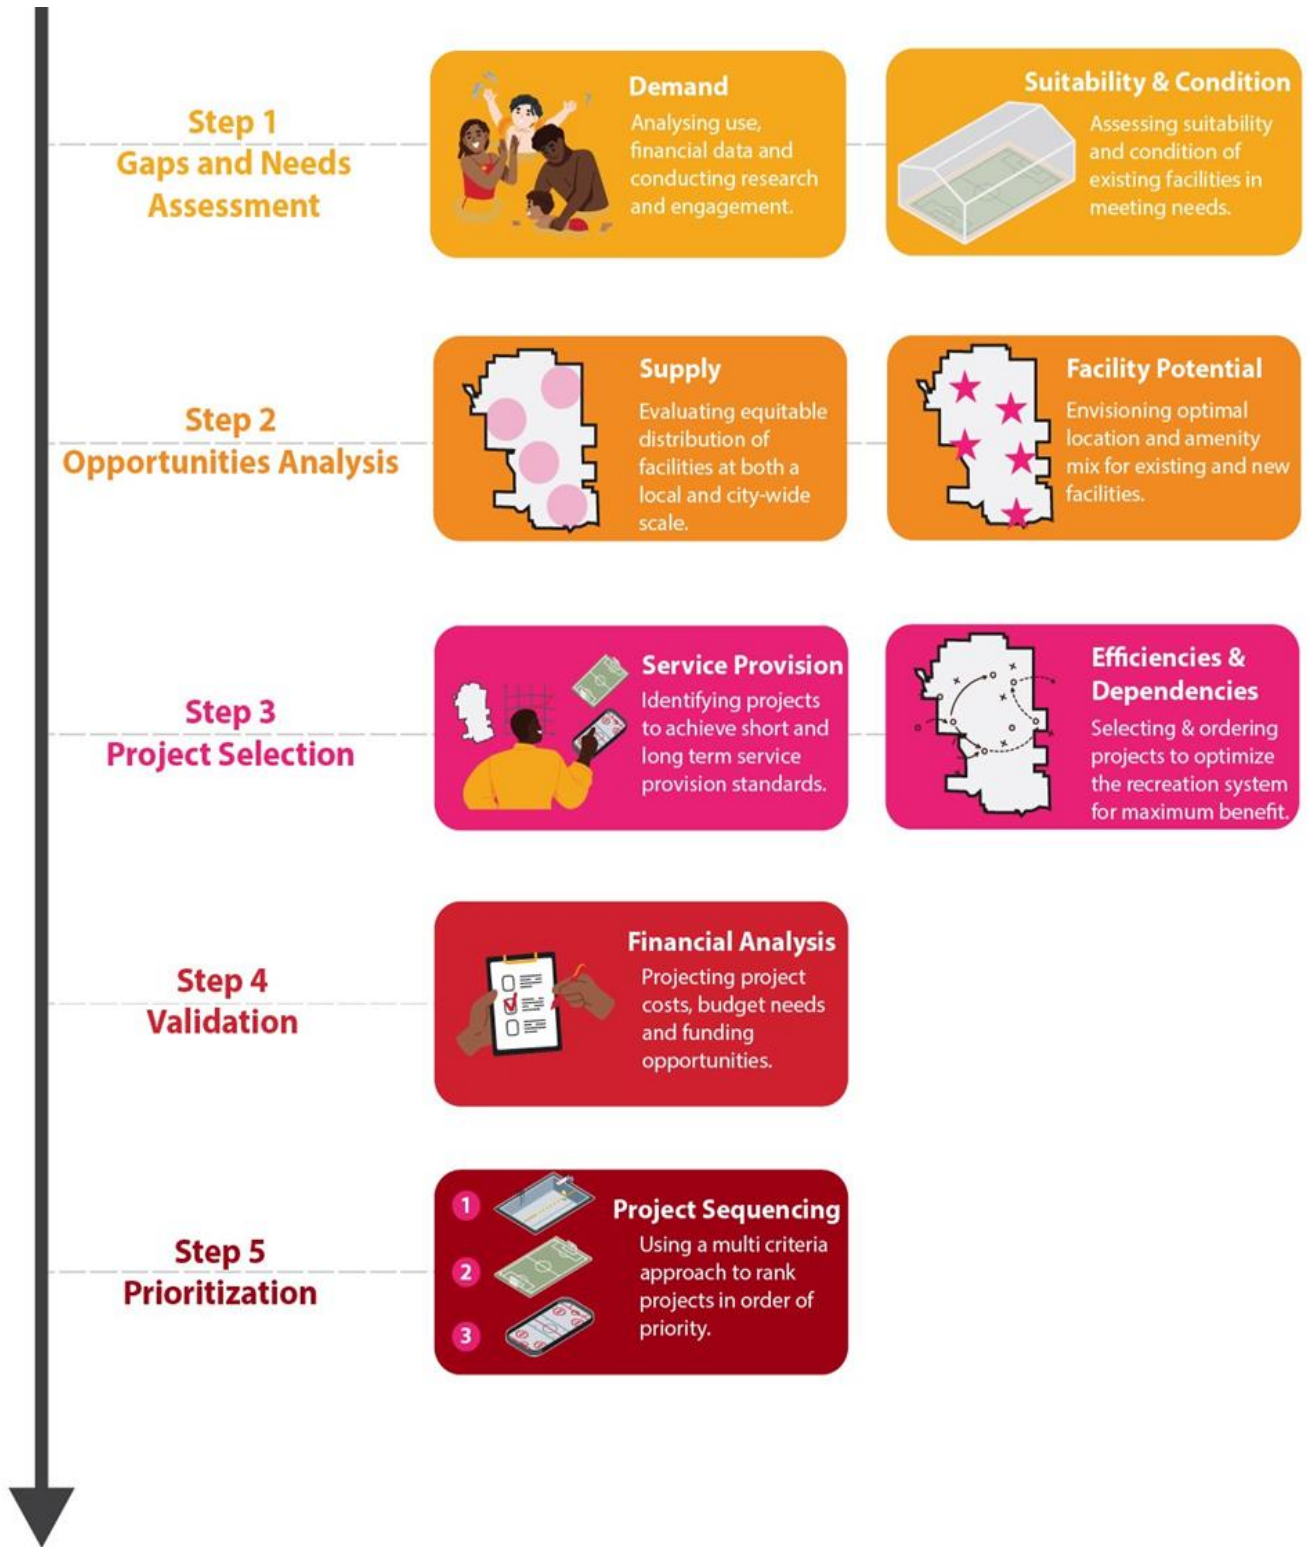 Step 1
Gaps and Needs
Assessment
Demand
Analysing use,
financial data and
conducting research
and engagement.
Suitability & Condition
Assessing suitability
and condition of
existing facilities in
meeting needs.
Step 2
Opportunities Analysis
Supply
Evaluating equitable
distribution of
facilities at both a
local and city-wide
scale.
Facility Potential
Envisioning optimal
location and amenity
mix for existing and new
facilities.
Step 3
Project Selection
Service Provision
Identifying projects
to achieve short and
long term service
provision standards.
Efficiencies &
Dependencies
Selecting & ordering
projects to optimize
the recreation system
for maximum benefit.
Step 4
Validation
Financial Analysis
Projecting project
costs, budget needs
and funding
opportunities.
Step 5
Prioritization
1
2
3
Project Sequencing
Using a multi criteria
approach to rank
projects in order of
priority.